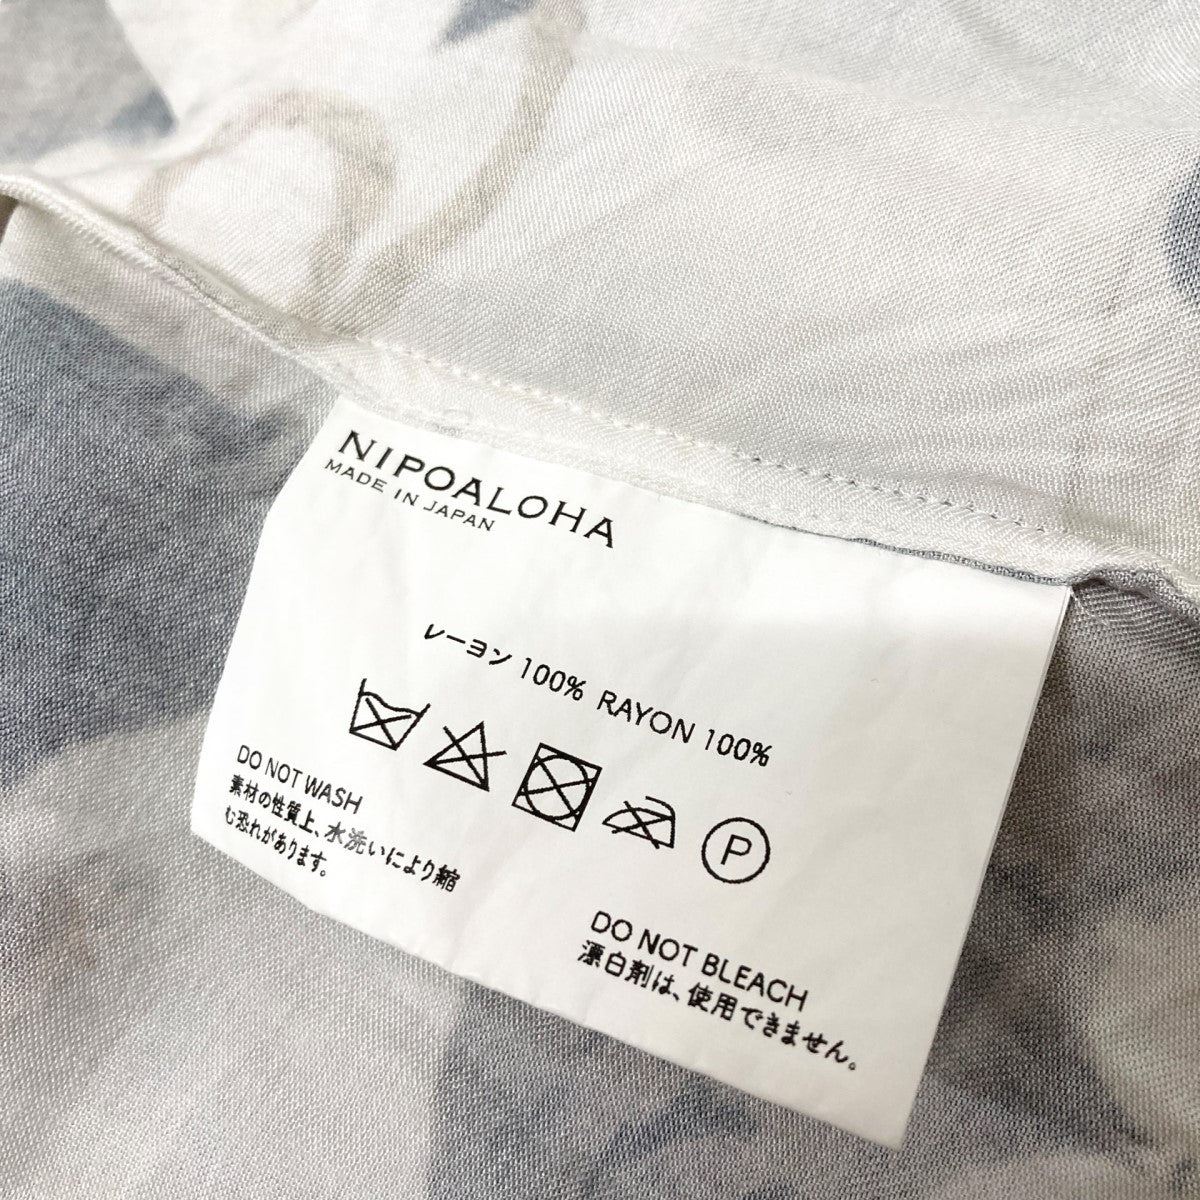 NIPOALOHA
MADE IN JAPAN
レーヨン 100% RAYON 100%
P
DO NOT WASH
素材の性質上、水洗いにより縮
む恐れがあります。
DO NOT BLEACH
漂白剤は、使用できません。